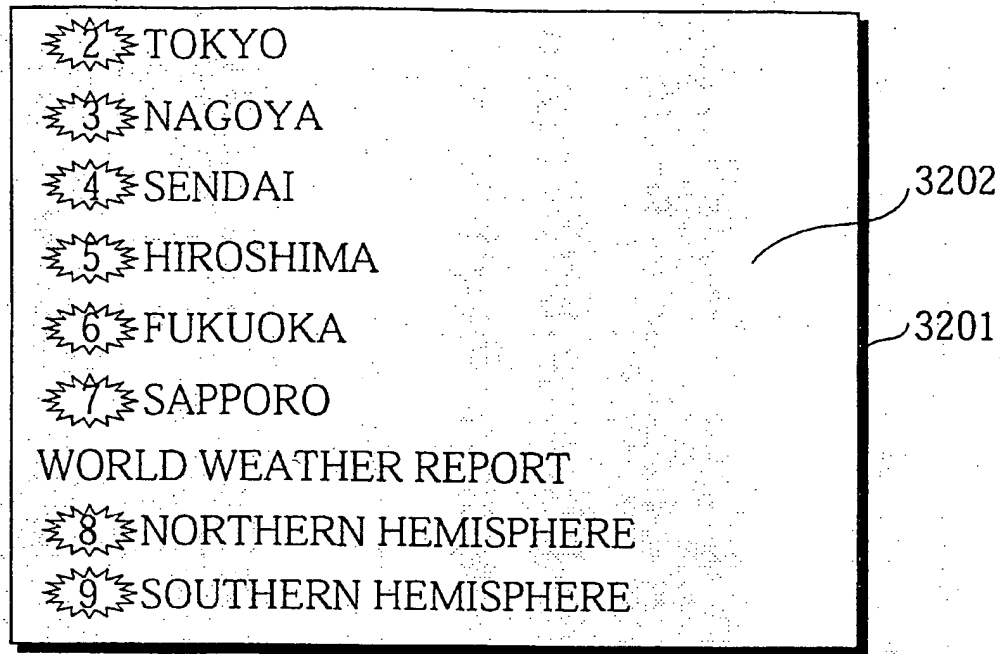 2 TOKYO
3 NAGOYA
4 SENDAI
3202
5 HIROSHIMA
6 FUKUOKA
3201
7 SAPPORO
WORLD WEATHER REPORT
8 NORTHERN HEMISPHERE
9 SOUTHERN HEMISPHERE